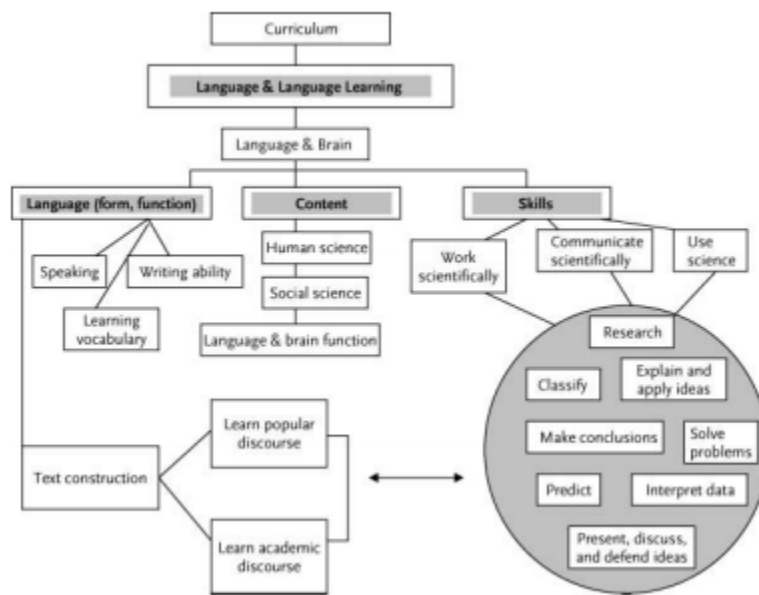 Curriculum
Language & Language Learning
Language & Brain
Language (form, function)
Content
Skills
Speaking
Writing ability
Learning
vocabulary
Human science
Social science
Language & brain function
Work
scientifically
Communicate
scientifically
Use
science
Research
Classify
Explain and
apply ideas
Make conclusions
Solve
problems
Predict
Interpret data
Present, discuss,
and defend ideas
Text construction
Learn popular
discourse
Learn academic
discourse